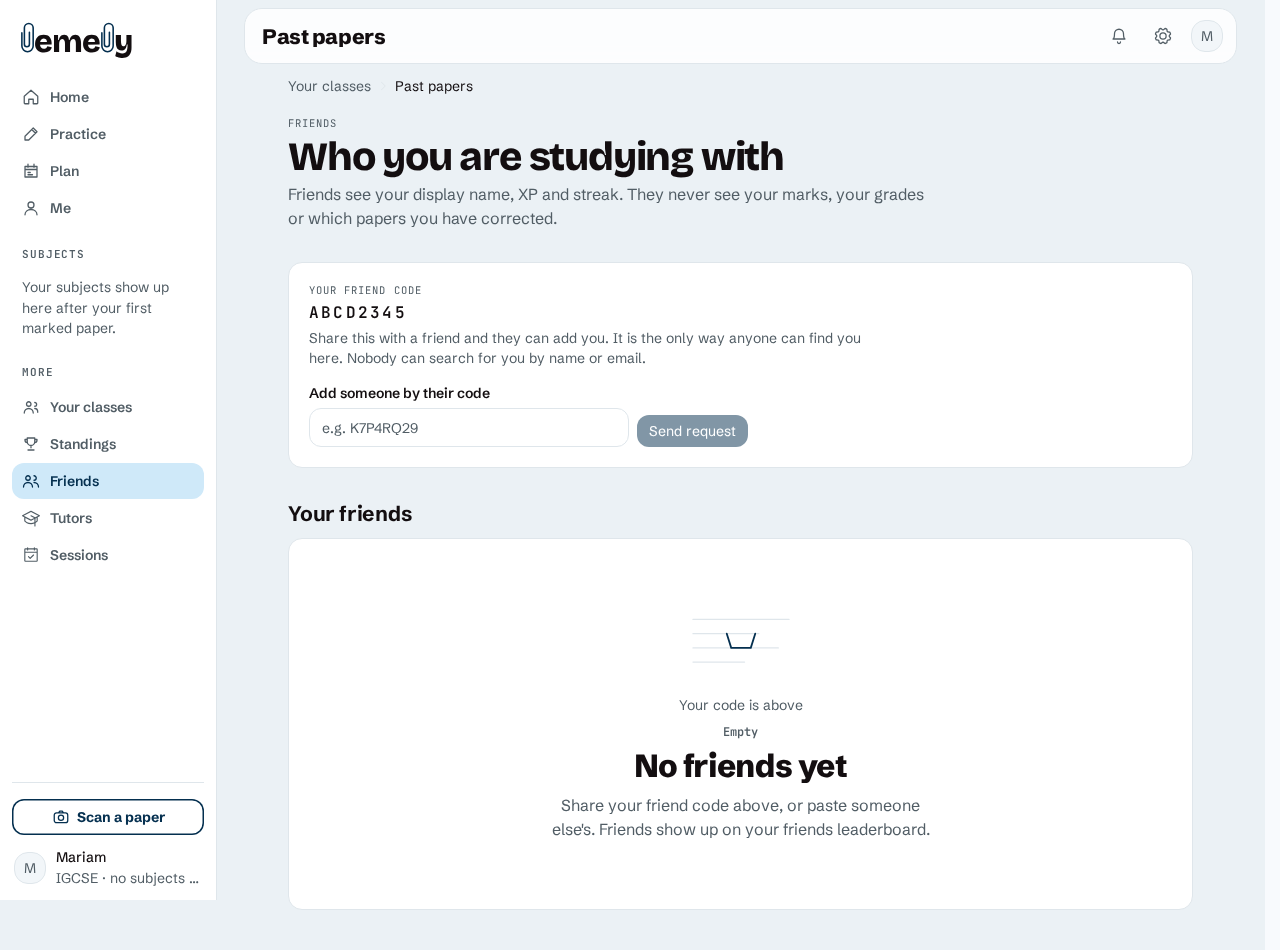 lemely
Home
Practice
Plan
Me
SUBJECTS
Your subjects show up
here after your first
marked paper.
MORE
Your classes
Standings
Friends
Tutors
Sessions
Scan a paper
M
Mariam
IGCSE · no subjects ...
Past papers
M
Your classes
Past papers
FRIENDS
Who you are studying with
Friends see your display name, XP and streak. They never see your marks, your grades
or which papers you have corrected.
YOUR FRIEND CODE
ABCD2345
Share this with a friend and they can add you. It is the only way anyone can find you
here. Nobody can search for you by name or email.
Add someone by their code
e.g. K7P4RQ29
Send request
Your friends
Your code is above
Empty
No friends yet
Share your friend code above, or paste someone
else's. Friends show up on your friends leaderboard.